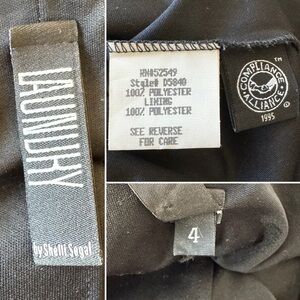 LAUNDRY
by Shelli Segal
RN#52549
Style# D5840
100% POLYESTER
LINING
100% POLYESTER
SEE REVERSE
FOR CARE
COMPLIANCE
ALLIANCE
1995
4